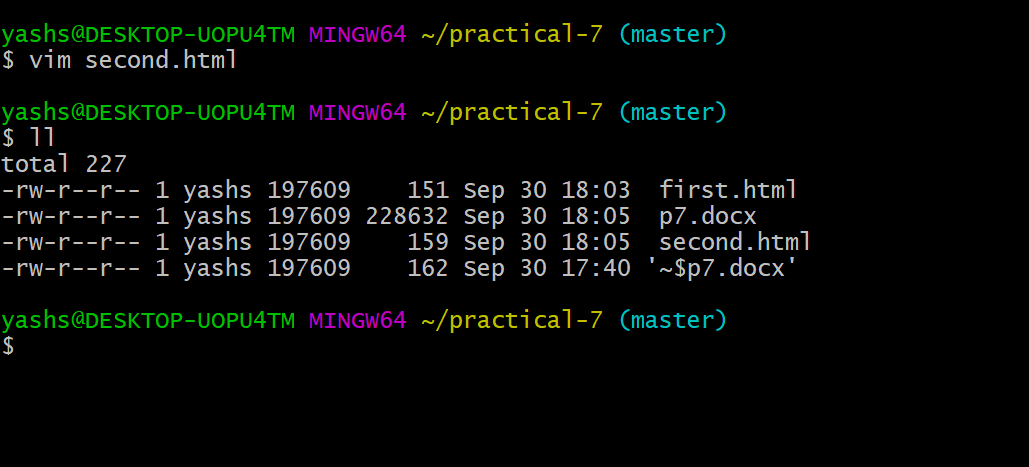 yashs@DESKTOP-UOPU4TM MINGW64 ~/practical-7 (master)
$ vim second.html
yashs@DESKTOP-UOPU4TM MINGW64 ~/practical-7 (master)
$ ll
total 227
-rw-r--r-- 1 yashs 197609    151 Sep 30 18:03  first.html
-rw-r--r-- 1 yashs 197609 228632 Sep 30 18:05  p7.docx
-rw-r--r-- 1 yashs 197609    159 Sep 30 18:05  second.html
-rw-r--r-- 1 yashs 197609    162 Sep 30 17:40 '~$p7.docx'
yashs@DESKTOP-UOPU4TM MINGW64 ~/practical-7 (master)
$